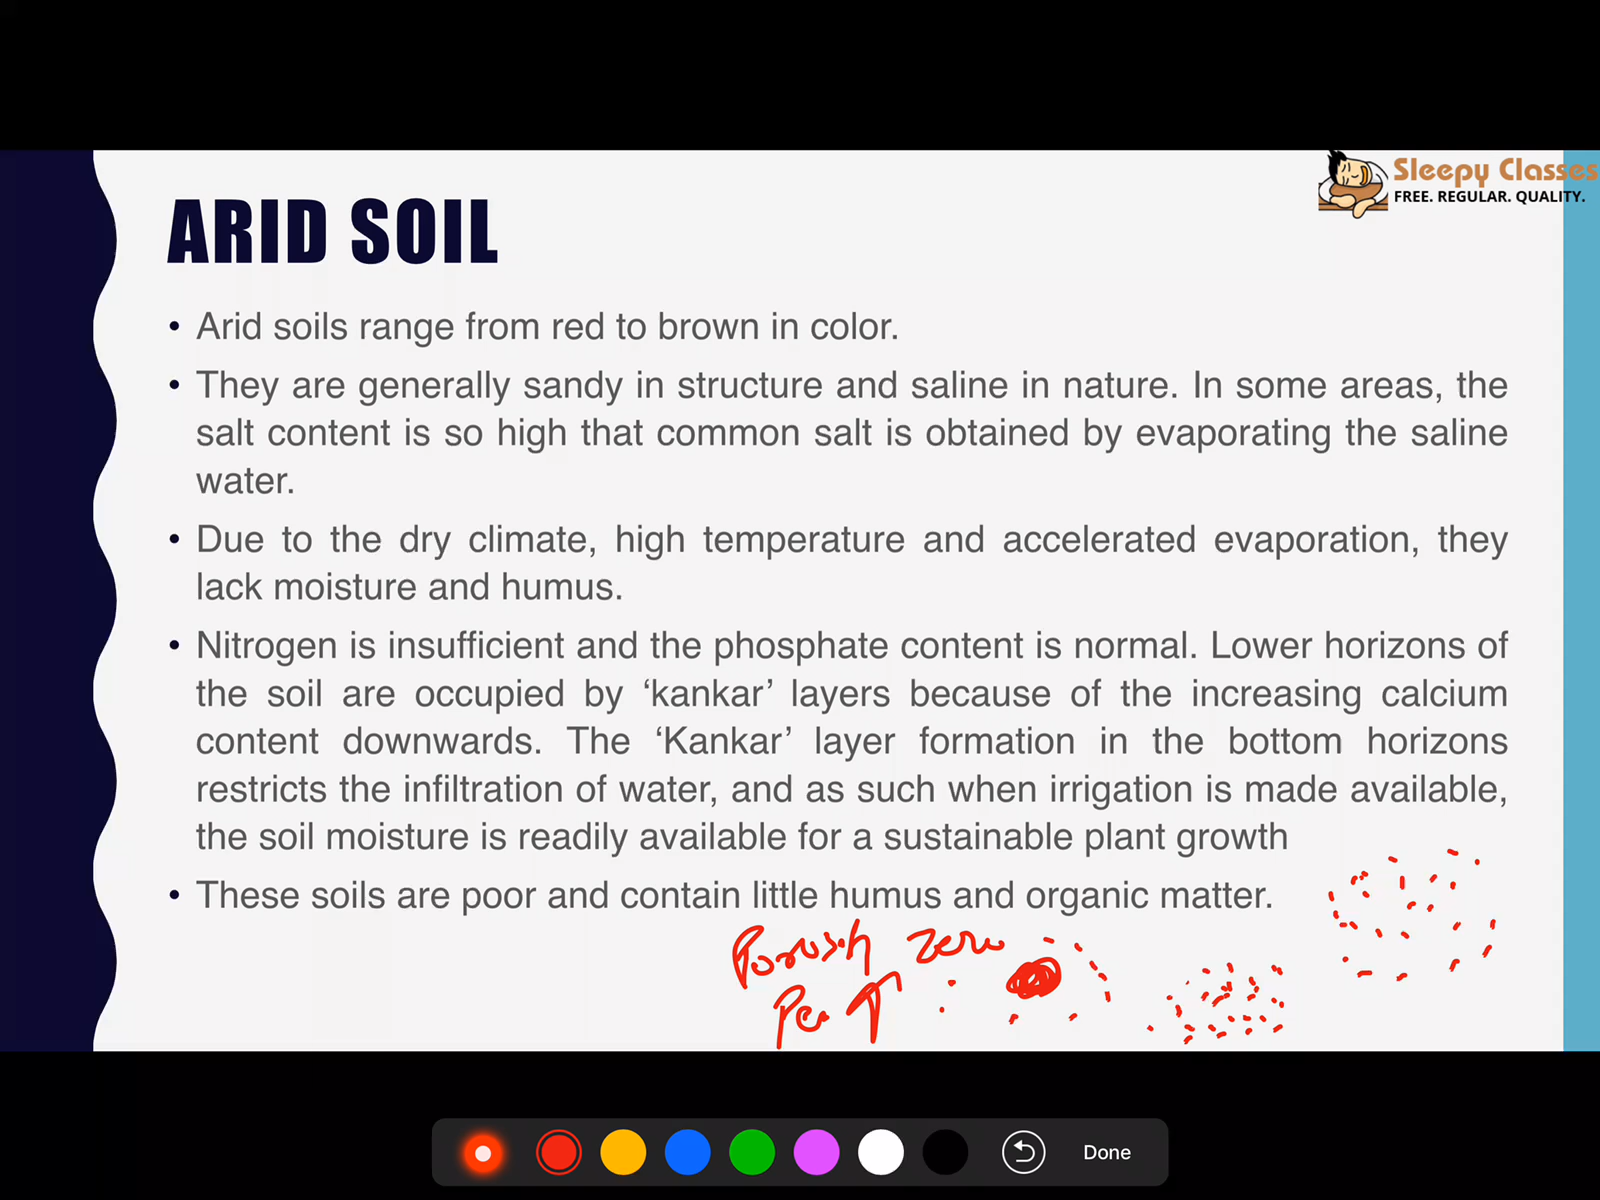 Sleepy Classes
FREE. REGULAR. QUALITY.
ARID SOIL
• Arid soils range from red to brown in color.
• They are generally sandy in structure and saline in nature. In some areas, the
salt content is so high that common salt is obtained by evaporating the saline
water.
• Due to the dry climate, high temperature and accelerated evaporation, they
lack moisture and humus.
• Nitrogen is insufficient and the phosphate content is normal. Lower horizons of
the soil are occupied by ‘kankar’ layers because of the increasing calcium
content downwards. The ‘Kankar’ layer formation in the bottom horizons
restricts the infiltration of water, and as such when irrigation is made available,
the soil moisture is readily available for a sustainable plant growth
• These soils are poor and contain little humus and organic matter.
zero
Per ↑
Done